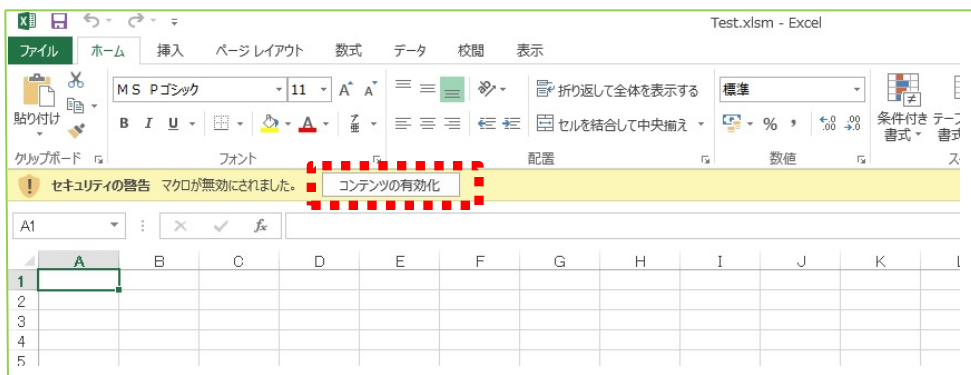 Test.xlsm - Excel
ファイル ホーム 挿入 ページ レイアウト 数式 データ 校閲 表示
MS Pゴシック 11 A A 折り返して全体を表示する 標準
貼り付け B I U A 亜 セルを結合して中央揃え % , 条件付き書式
クリップボード フォント 配置 数値
セキュリティの警告 マクロが無効にされました。 コンテンツの有効化
A1 fx
A B C D E F G H I J K
1
2
3
4
5